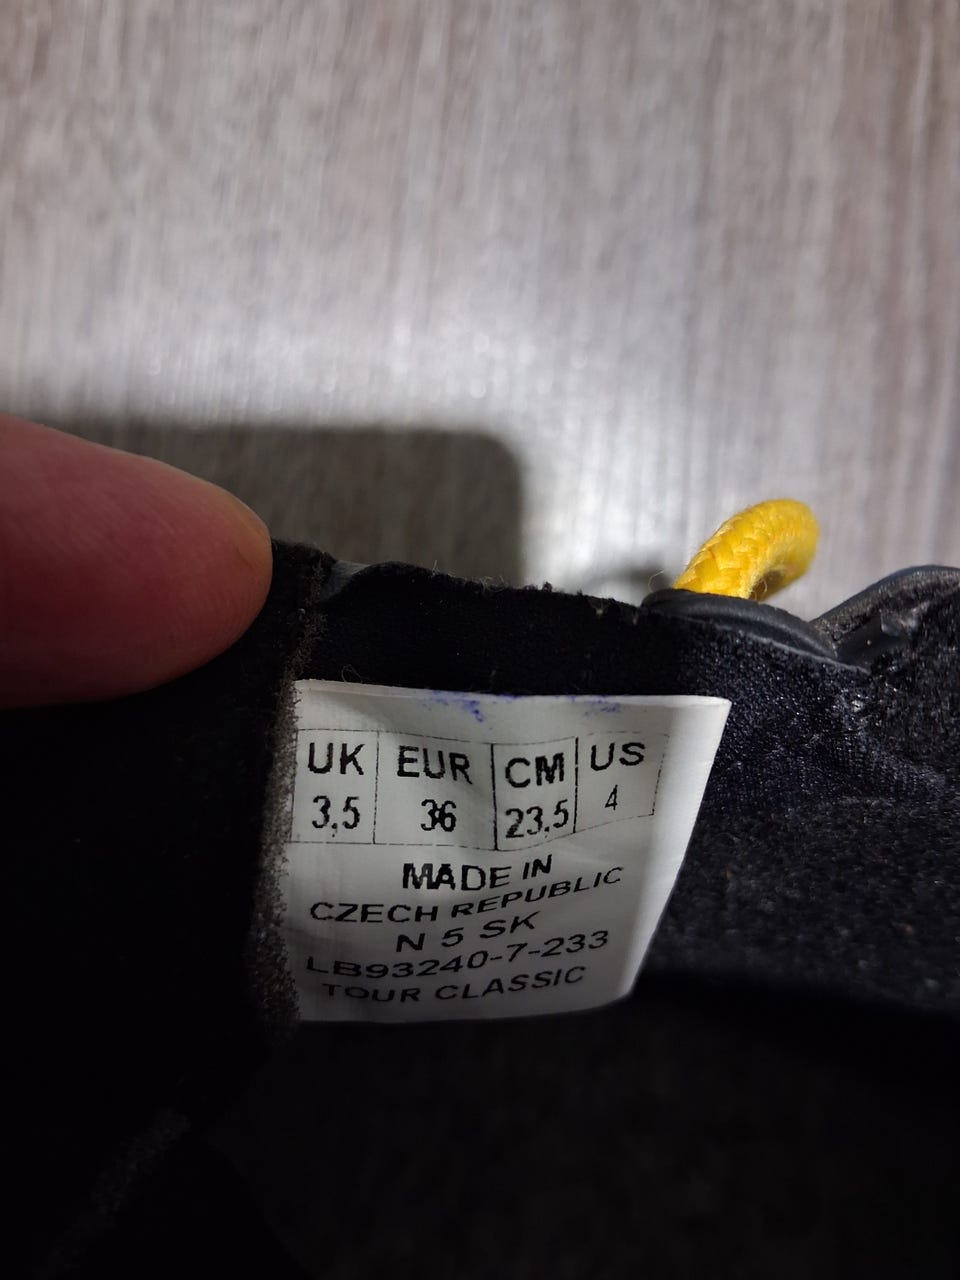 UK EUR CM US
3,5 36 23,5 4
MADE IN
CZECH REPUBLIC
N 5 SK
LB93240-7-233
TOUR CLASSIC